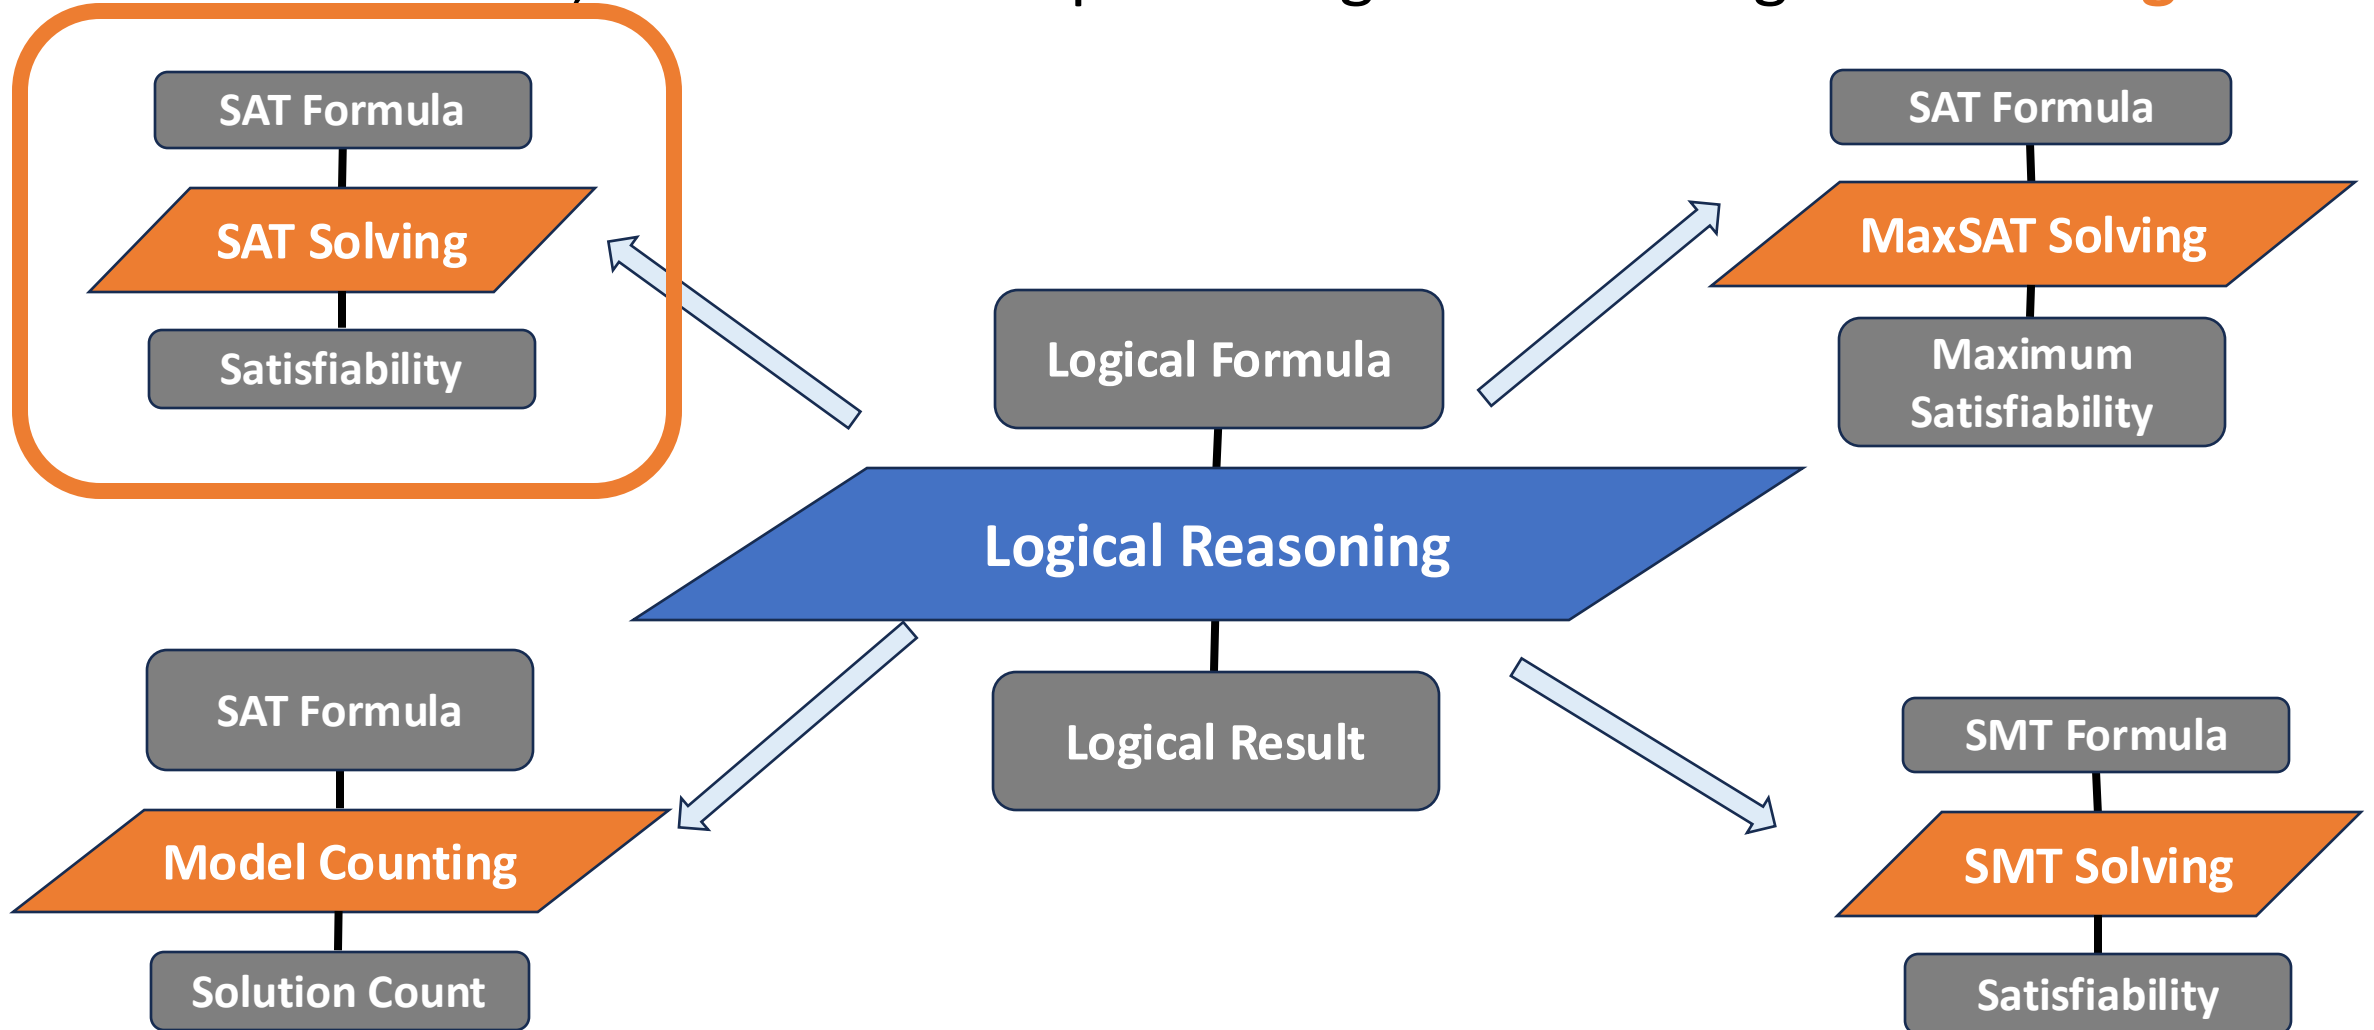 SAT Formula
SAT Solving
Satisfiability
SAT Formula
MaxSAT Solving
Maximum
Satisfiability
Logical Formula
Logical Reasoning
Logical Result
SAT Formula
Model Counting
Solution Count
SMT Formula
SMT Solving
Satisfiability